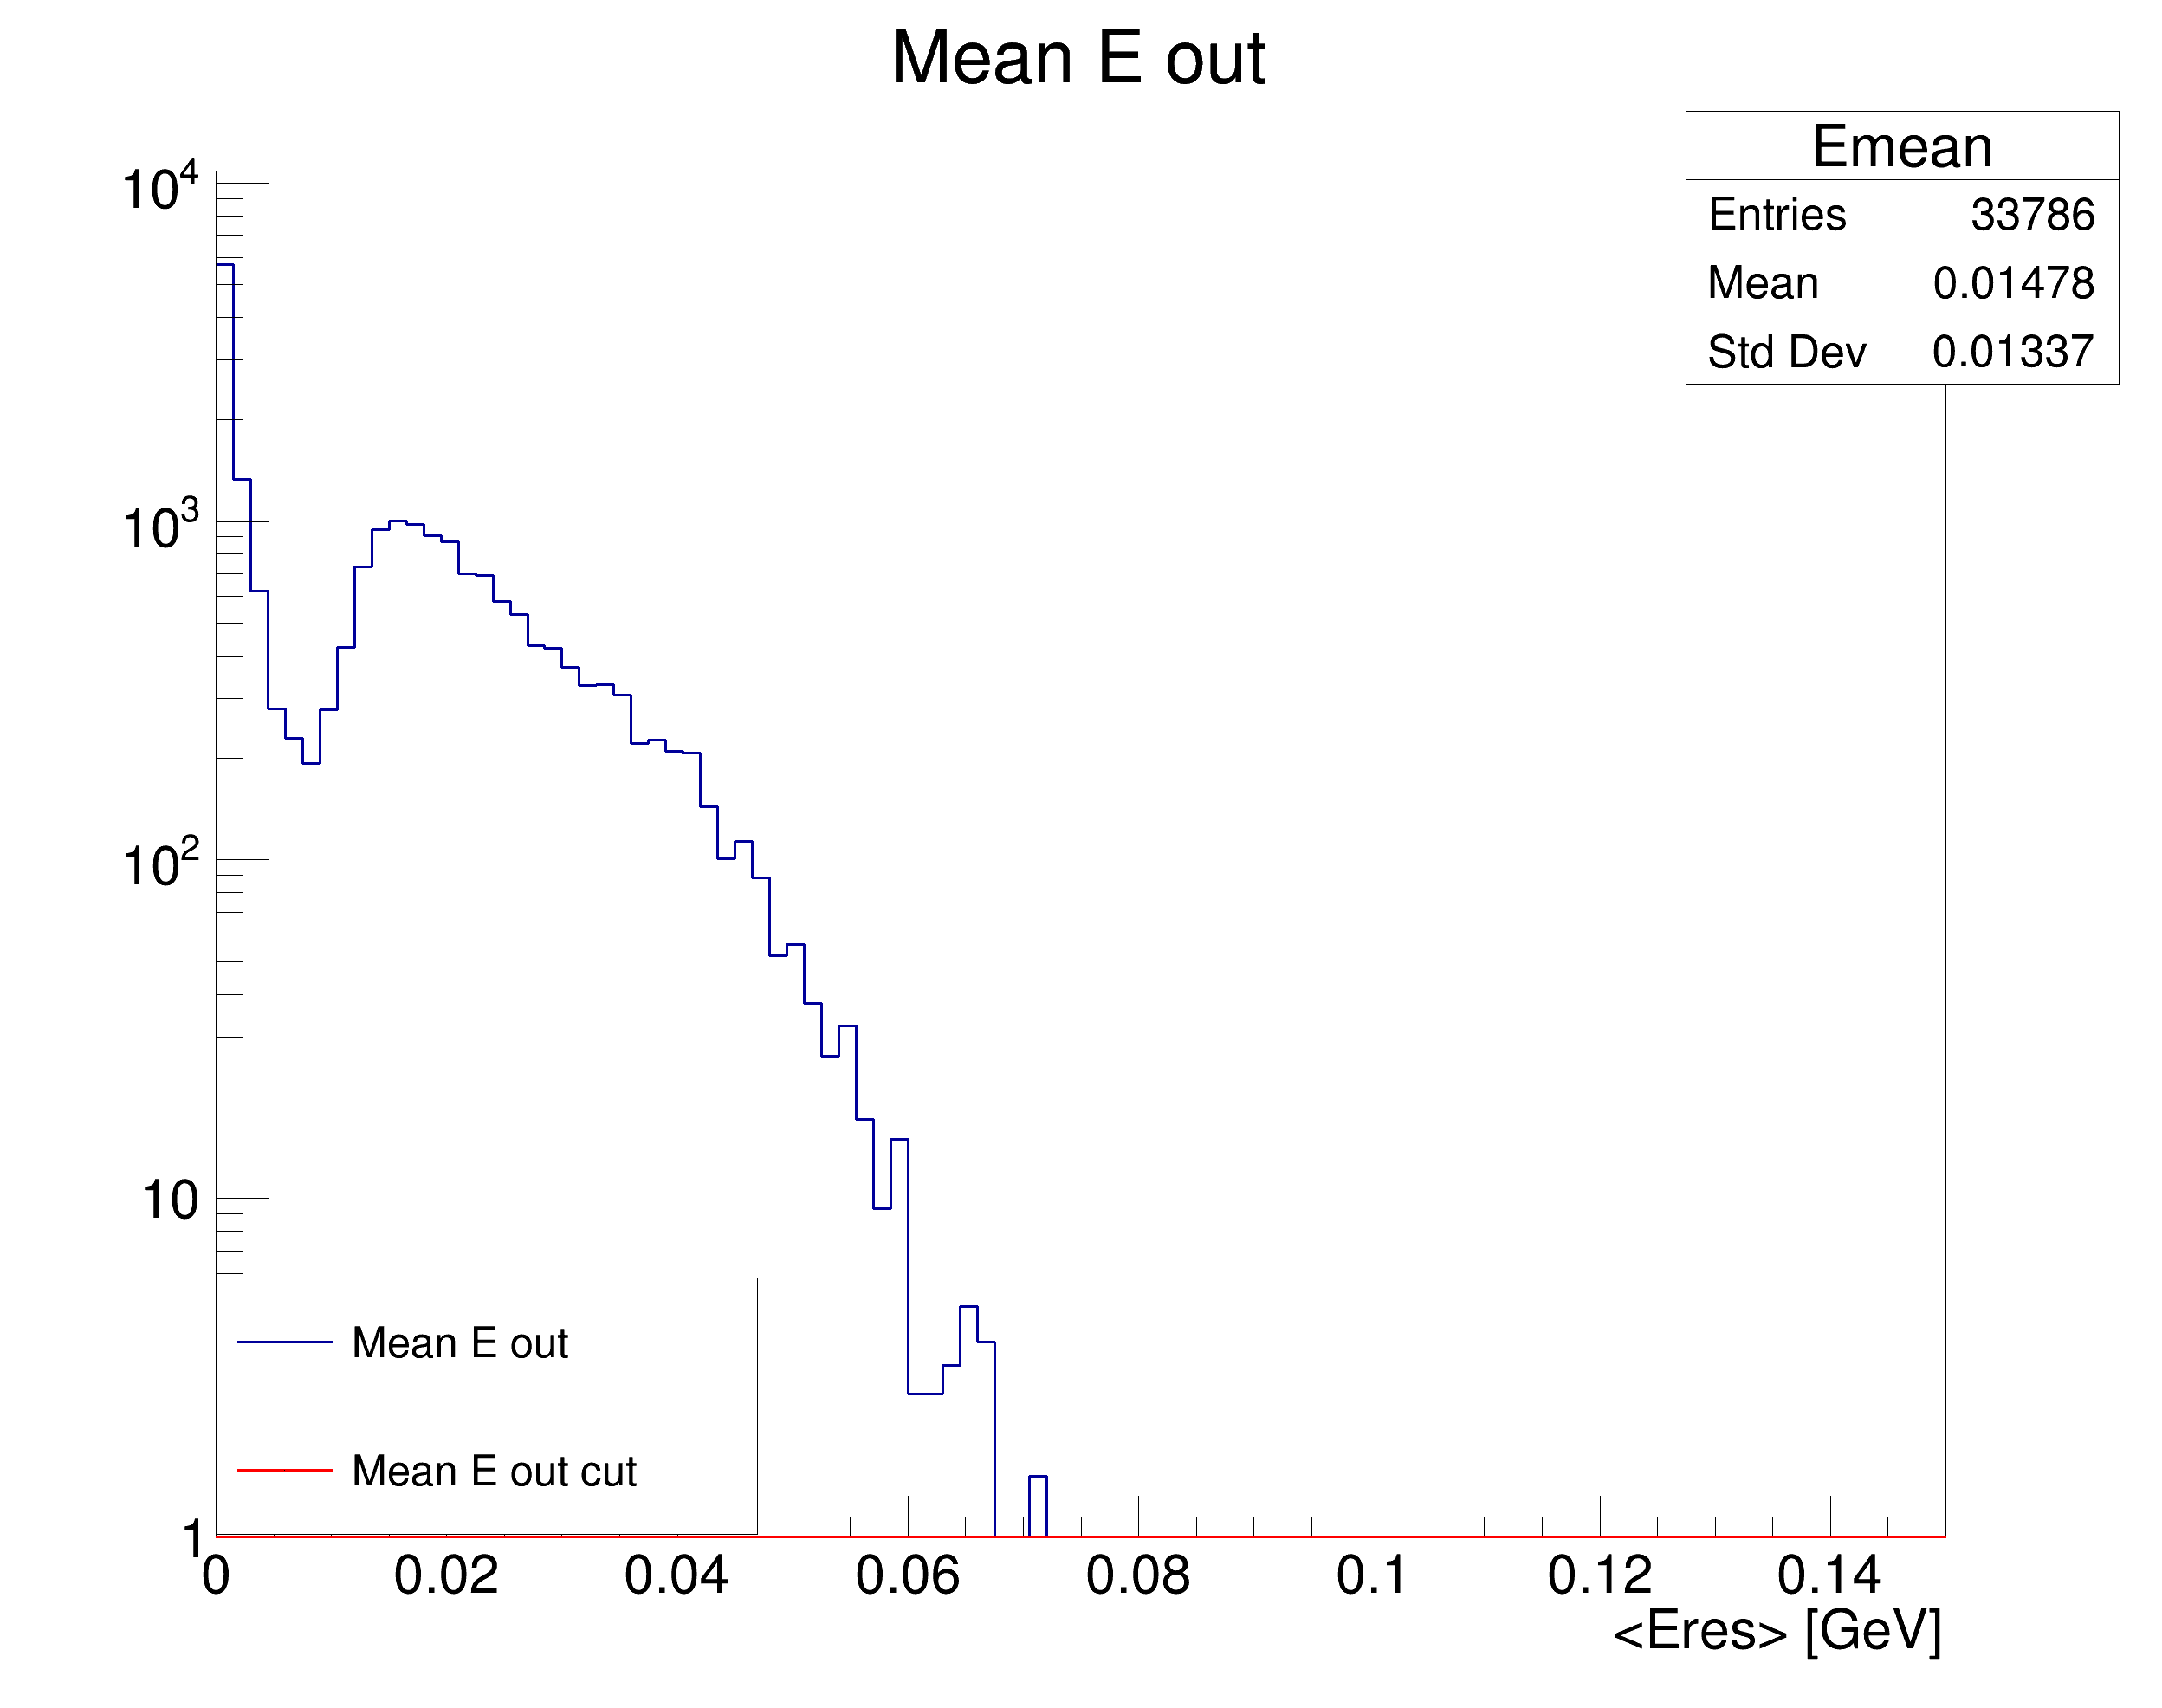 Mean E out
Emean
Entries 33786
Mean 0.01478
Std Dev 0.01337
10^4
10^3
10^2
10
1
Mean E out
Mean E out cut
0 0.02 0.04 0.06 0.08 0.1 0.12 0.14
<Eres> [GeV]